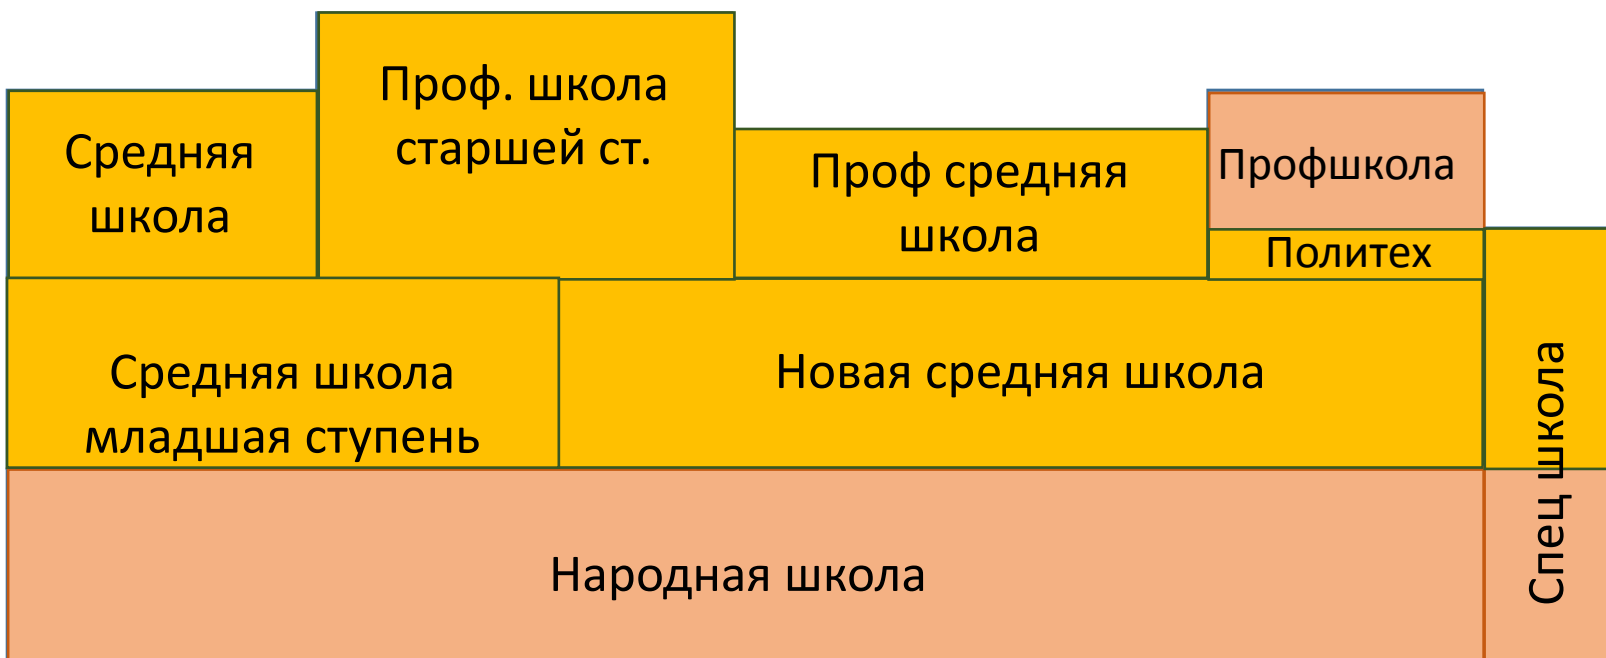 Проф. школа
старшей ст.
Средняя
школа
Проф средняя
школа
Профшкола
Политех
Средняя школа
младшая ступень
Новая средняя школа
Спец школа
Народная школа